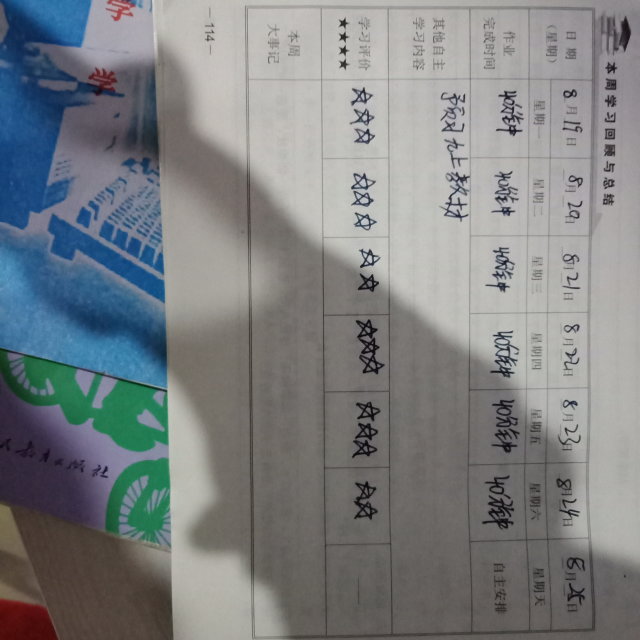 本周学习回顾与总结
日期（星期） 8月19日 8月20日 8月21日 8月22日 8月23日 8月24日 8月25日
星期一 星期二 星期三 星期四 星期五 星期六 星期天
作业完成时间 40分钟 40分钟 40分钟 40分钟 40分钟 40分钟 自主安排
其他自主学习内容 预习九上教材
学习评价 ★★★★ ☆☆☆ ☆☆☆ ☆☆ ☆☆☆☆ ☆☆☆ ☆☆
本周大事记
—114—
学
人民教育出版社